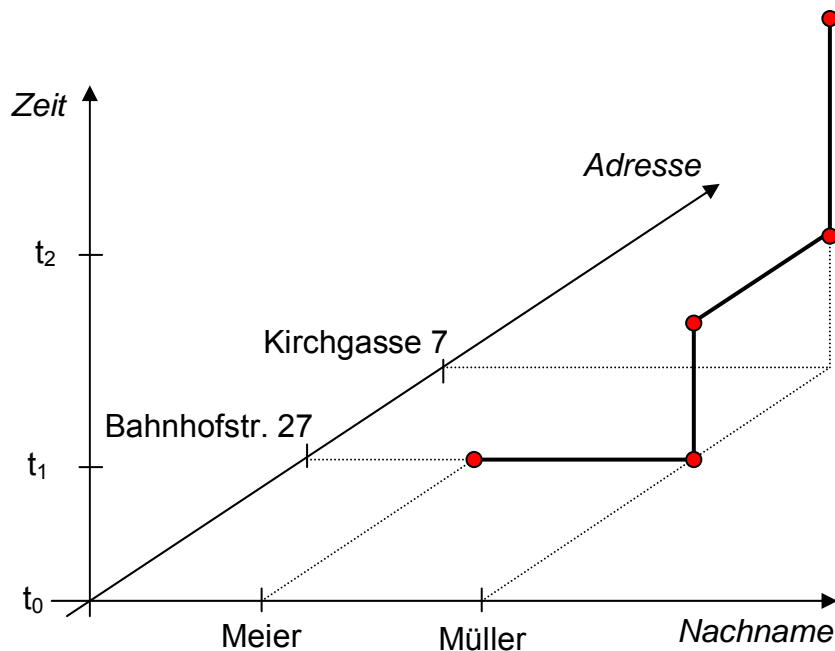 Zeit
Adresse
t2
Kirchgasse 7
Bahnhofstr. 27
t1
t0
Meier
Müller
Nachname